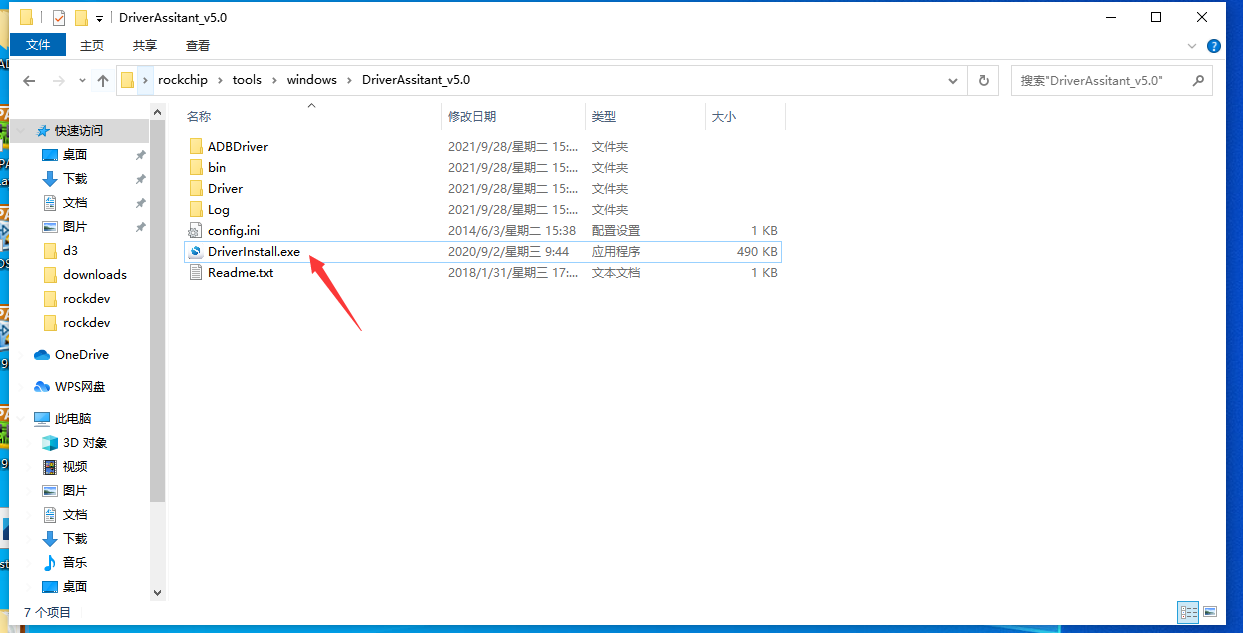 DriverAssitant_v5.0
文件 主页 共享 查看
rockchip › tools › windows › DriverAssitant_v5.0
搜索"DriverAssitant_v5.0"
快速访问
桌面
下载
文档
图片
d3
downloads
rockdev
rockdev
OneDrive
WPS网盘
此电脑
3D 对象
视频
图片
文档
下载
音乐
桌面
名称 修改日期 类型 大小
ADBDriver 2021/9/28/星期二 15:... 文件夹
bin 2021/9/28/星期二 15:... 文件夹
Driver 2021/9/28/星期二 15:... 文件夹
Log 2021/9/28/星期二 15:... 文件夹
config.ini 2014/6/3/星期二 15:38 配置设置 1 KB
DriverInstall.exe 2020/9/2/星期三 9:44 应用程序 490 KB
Readme.txt 2018/1/31/星期三 17:... 文本文档 1 KB
7 个项目